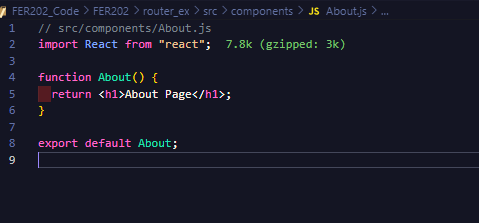 FER202_Code > FER202 > router_ex > src > components > JS About.js > ...
1 // src/components/About.js
2 import React from "react"; 7.8k (gzipped: 3k)
3
4 function About() {
5 return <h1>About Page</h1>;
6 }
7
8 export default About;
9